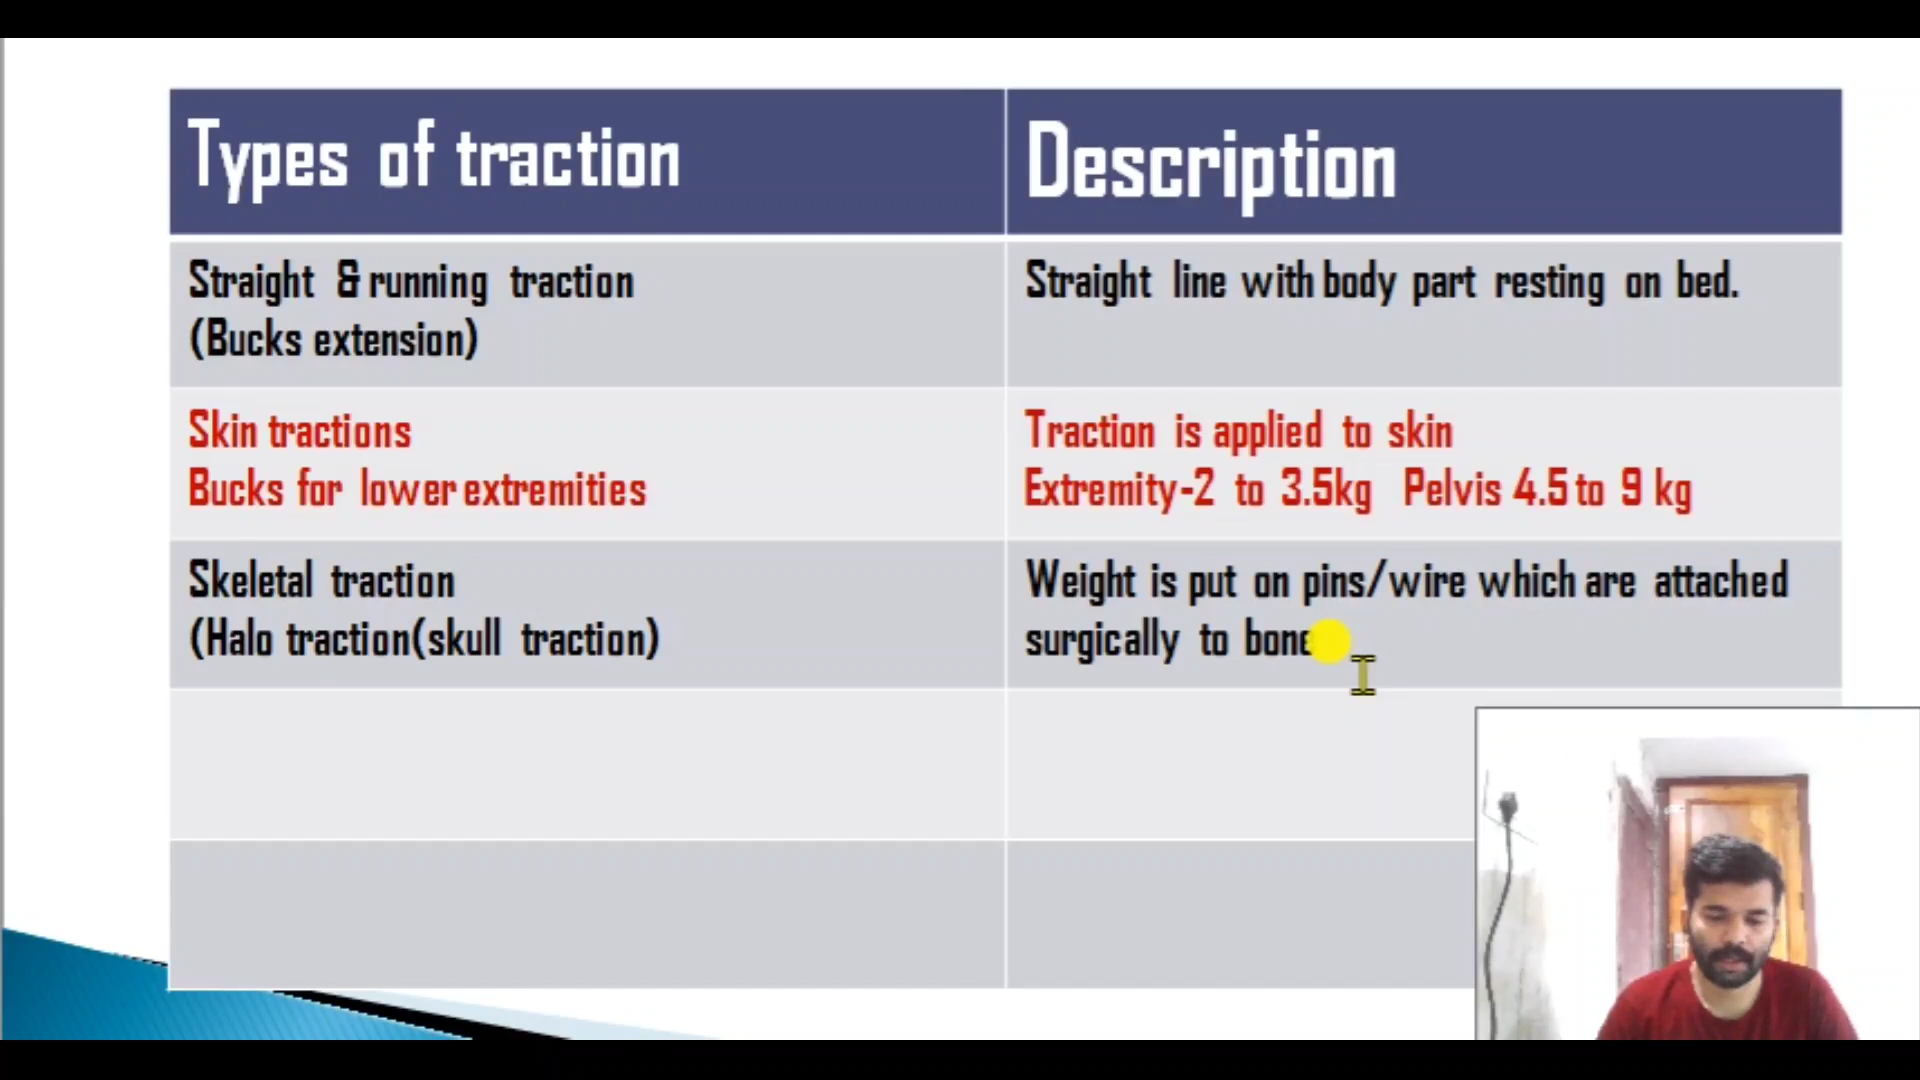 Types of traction
Description
Straight & running traction
(Bucks extension)
Straight line with body part resting on bed.
Skin tractions
Bucks for lower extremities
Traction is applied to skin
Extremity-2 to 3.5kg Pelvis 4.5 to 9 kg
Skeletal traction
(Halo traction(skull traction)
Weight is put on pins/wire which are attached
surgically to bone